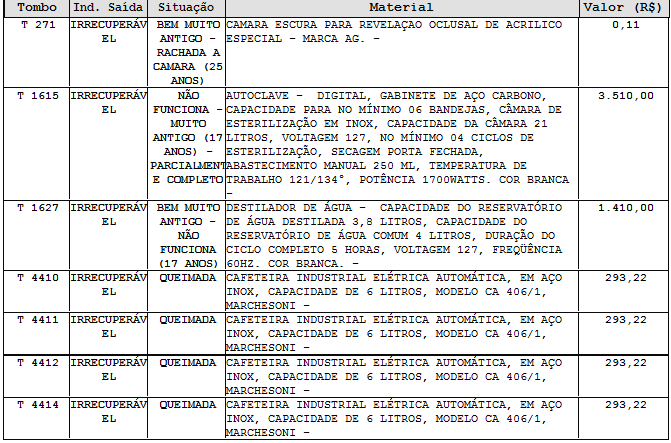 Tombo Ind. Saída Situação Material Valor (R$)
T 271 IRRECUPERÁV BEM MUITO CAMARA ESCURA PARA REVELAÇAO OCLUSAL DE ACRILICO 0,11
EL ANTIGO - ESPECIAL - MARCA AG. -
RACHADA A
CAMARA (25
ANOS)
T 1615 IRRECUPERÁV NÃO AUTOCLAVE - DIGITAL, GABINETE DE AÇO CARBONO, 3.510,00
EL FUNCIONA - CAPACIDADE PARA NO MÍNIMO 06 BANDEJAS, CÂMARA DE
MUITO ESTERILIZAÇÃO EM INOX, CAPACIDADE DA CÂMARA 21
ANTIGO (17 LITROS, VOLTAGEM 127, NO MÍNIMO 04 CICLOS DE
ANOS) - ESTERILIZAÇÃO, SECAGEM PORTA FECHADA,
PARCIALMENT ABASTECIMENTO MANUAL 250 ML, TEMPERATURA DE
E COMPLETO TRABALHO 121/134°, POTÊNCIA 1700WATTS. COR BRANCA
-
T 1627 IRRECUPERÁV BEM MUITO DESTILADOR DE ÁGUA - CAPACIDADE DO RESERVATÓRIO 1.410,00
EL ANTIGO - DE ÁGUA DESTILADA 3,8 LITROS, CAPACIDADE DO
NÃO RESERVATÓRIO DE ÁGUA COMUM 4 LITROS, DURAÇÃO DO
FUNCIONA CICLO COMPLETO 5 HORAS, VOLTAGEM 127, FREQÜÊNCIA
(17 ANOS) 60HZ. COR BRANCA. -
T 4410 IRRECUPERÁV QUEIMADA CAFETEIRA INDUSTRIAL ELÉTRICA AUTOMÁTICA, EM AÇO 293,22
EL INOX, CAPACIDADE DE 6 LITROS, MODELO CA 406/1,
MARCHESONI -
T 4411 IRRECUPERÁV QUEIMADA CAFETEIRA INDUSTRIAL ELÉTRICA AUTOMÁTICA, EM AÇO 293,22
EL INOX, CAPACIDADE DE 6 LITROS, MODELO CA 406/1,
MARCHESONI -
T 4412 IRRECUPERÁV QUEIMADA CAFETEIRA INDUSTRIAL ELÉTRICA AUTOMÁTICA, EM AÇO 293,22
EL INOX, CAPACIDADE DE 6 LITROS, MODELO CA 406/1,
MARCHESONI -
T 4414 IRRECUPERÁV QUEIMADA CAFETEIRA INDUSTRIAL ELÉTRICA AUTOMÁTICA, EM AÇO 293,22
EL INOX, CAPACIDADE DE 6 LITROS, MODELO CA 406/1,
MARCHESONI -